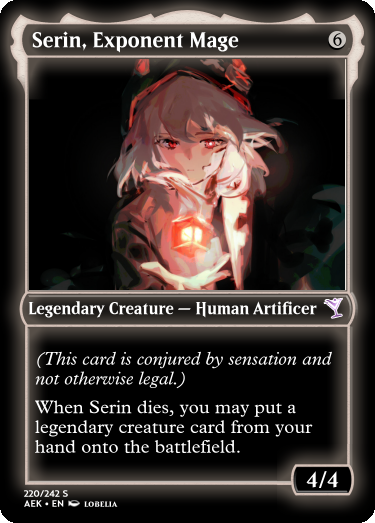 Serin, Exponent Mage 6
Legendary Creature — Human Artificer
(This card is conjured by sensation and
not otherwise legal.)
When Serin dies, you may put a
legendary creature card from your
hand onto the battlefield.
4/4
220/242 S
AEK • EN LOBELIA